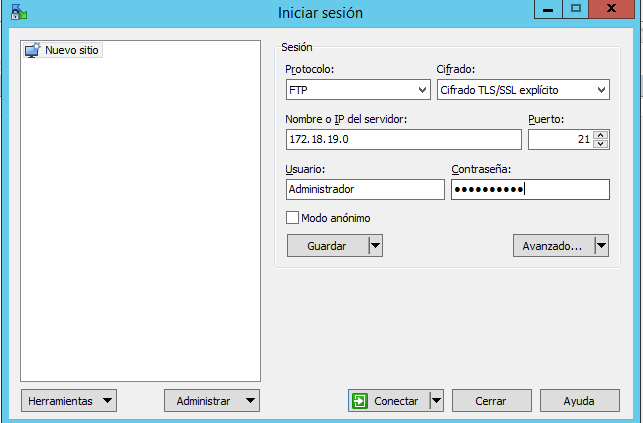 Iniciar sesión
Nuevo sitio
Sesión
Protocolo: Cifrado:
FTP Cifrado TLS/SSL explícito
Nombre o IP del servidor: Puerto:
172.18.19.0 21
Usuario: Contraseña:
Administrador ●●●●●●●●●●
Modo anónimo
Guardar Avanzado...
Herramientas Administrar Conectar Cerrar Ayuda